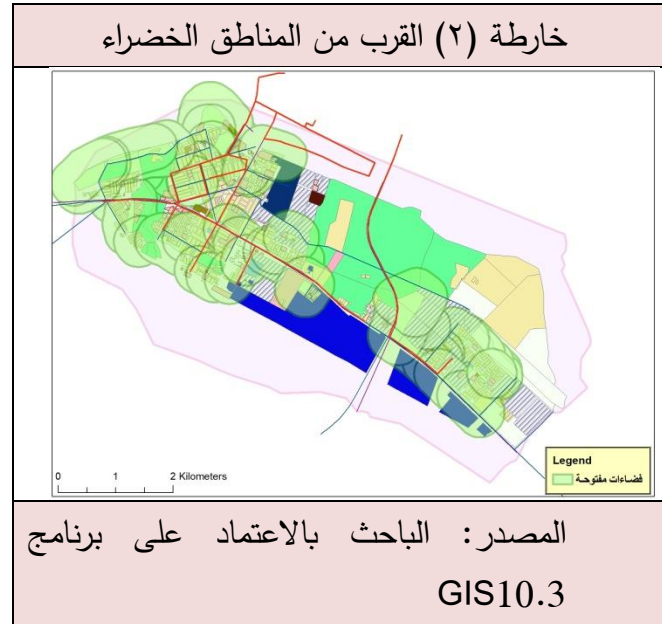 خارطة (٢) القرب من المناطق الخضراء
0 1 2 Kilometers
Legend
فضاءات مفتوحة
المصدر: الباحث بالاعتماد على برنامج
GIS10.3